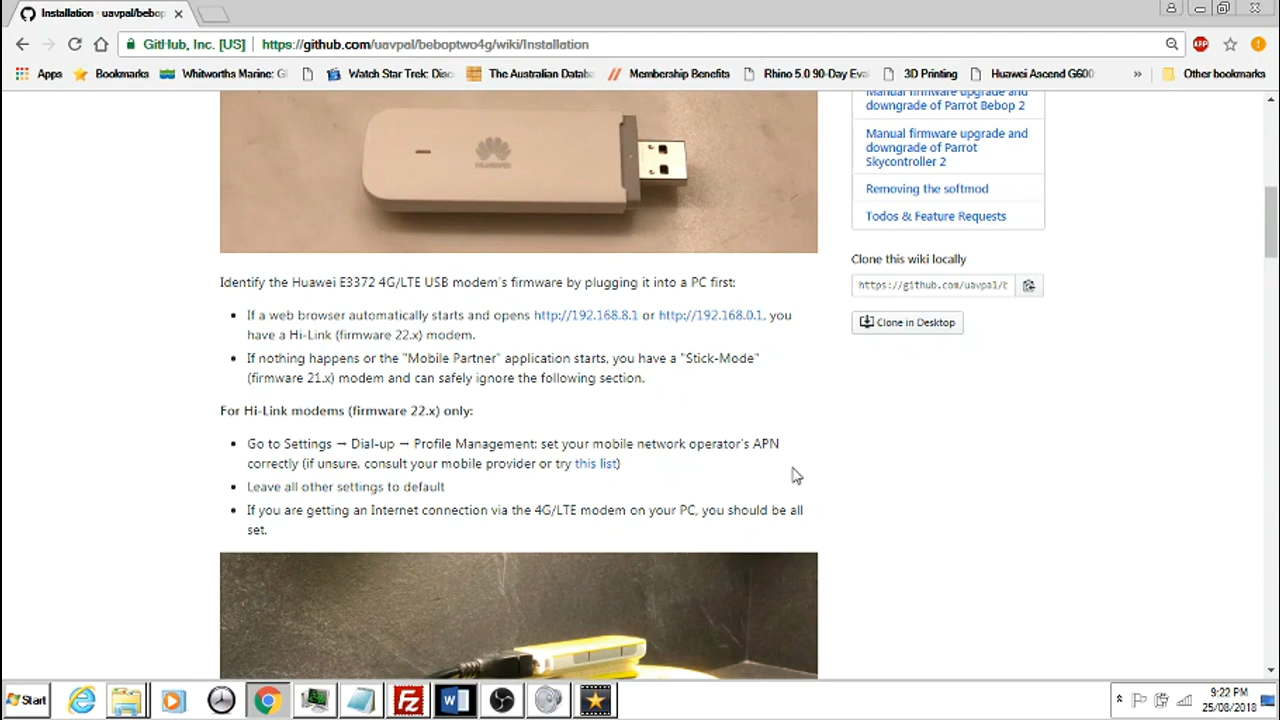 Installation · uavpal/bebop
GitHub, Inc. [US] https://github.com/uavpal/beboptwo4g/wiki/Installation
Apps Bookmarks Whitworths Marine: Gi Watch Star Trek: Disc The Australian Databa Membership Benefits Rhino 5.0 90-Day Eval 3D Printing Huawei Ascend G600 » Other bookmarks
HUAWEI
Manual firmware upgrade and
downgrade of Parrot Bebop 2
Manual firmware upgrade and
downgrade of Parrot
Skycontroller 2
Removing the softmod
Todos & Feature Requests
Clone this wiki locally
https://github.com/uavpal/b
Clone in Desktop
Identify the Huawei E3372 4G/LTE USB modem's firmware by plugging it into a PC first:
• If a web browser automatically starts and opens http://192.168.8.1 or http://192.168.0.1, you
have a Hi-Link (firmware 22.x) modem.
• If nothing happens or the "Mobile Partner" application starts, you have a "Stick-Mode"
(firmware 21.x) modem and can safely ignore the following section.
For Hi-Link modems (firmware 22.x) only:
• Go to Settings → Dial-up → Profile Management: set your mobile network operator's APN
correctly (if unsure, consult your mobile provider or try this list)
• Leave all other settings to default
• If you are getting an Internet connection via the 4G/LTE modem on your PC, you should be all
set.
Start
9:22 PM
25/08/2018